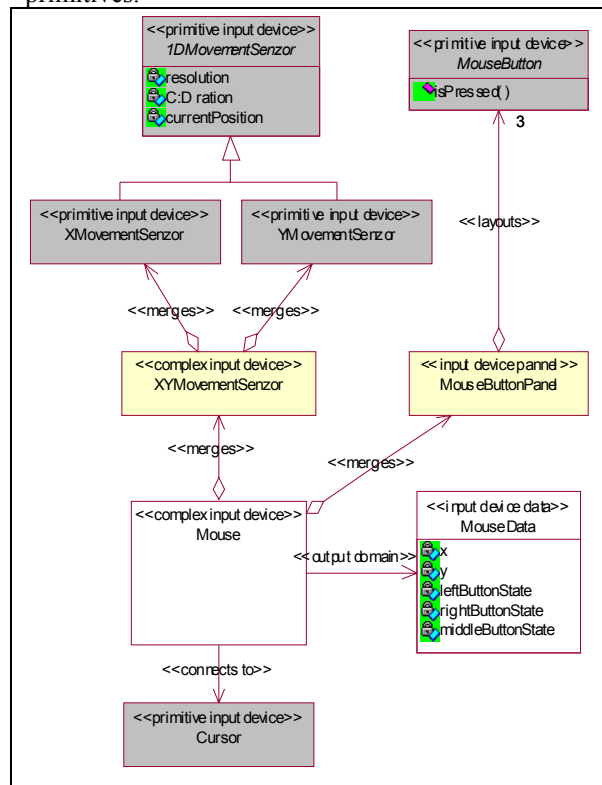 primitives.
<<primitive input device>>
1DMovementSenzor
resolution
C:D ration
currentPosition
<<primitive input device>>
MouseButton
isPressed( )
3
<<primitive input device>>
XMovementSenzor
<<primitive input device>>
YMovementSenzor
<<layouts>>
<<merges>>
<<merges>>
<<complex input device>>
XYMovementSenzor
<<input device pannel>>
MouseButtonPanel
<<merges>>
<<merges>>
<<complex input device>>
Mouse
<<output domain>>
<<input device data>>
MouseData
x
y
leftButtonState
rightButtonState
middleButtonState
<<connects to>>
<<primitive input device>>
Cursor